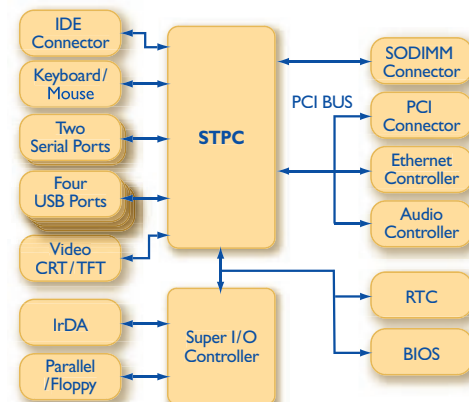 IDE
Connector
Keyboard/
Mouse
Two
Serial Ports
Four
USB Ports
Video
CRT/TFT
IrDA
Parallel
/Floppy
STPC
Super I/O
Controller
PCI BUS
SODIMM
Connector
PCI
Connector
Ethernet
Controller
Audio
Controller
RTC
BIOS